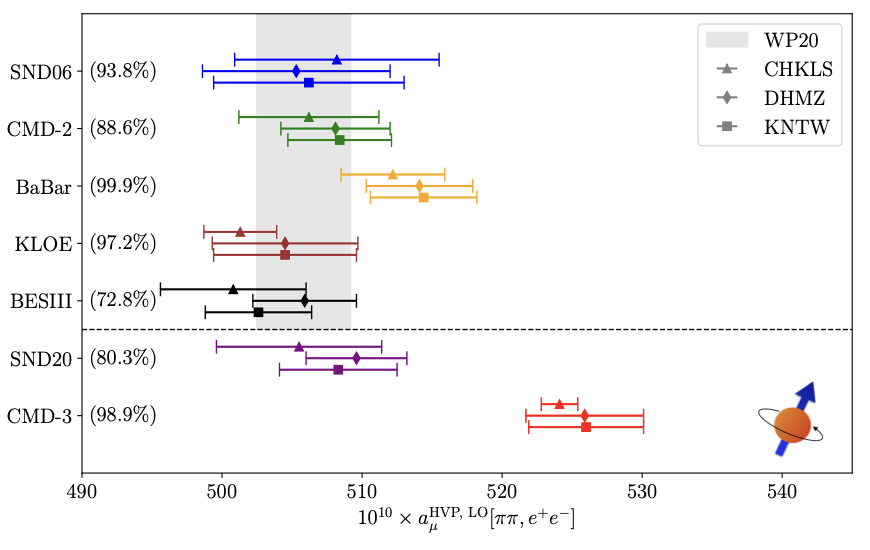 WP20
CHKLS
DHMZ
KNTW
SND06 (93.8%)
CMD-2 (88.6%)
BaBar (99.9%)
KLOE (97.2%)
BESIII (72.8%)
SND20 (80.3%)
CMD-3 (98.9%)
490 500 510 520 530 540
10¹⁰ × a_μ^{HVP, LO}[ππ, e⁺e⁻]